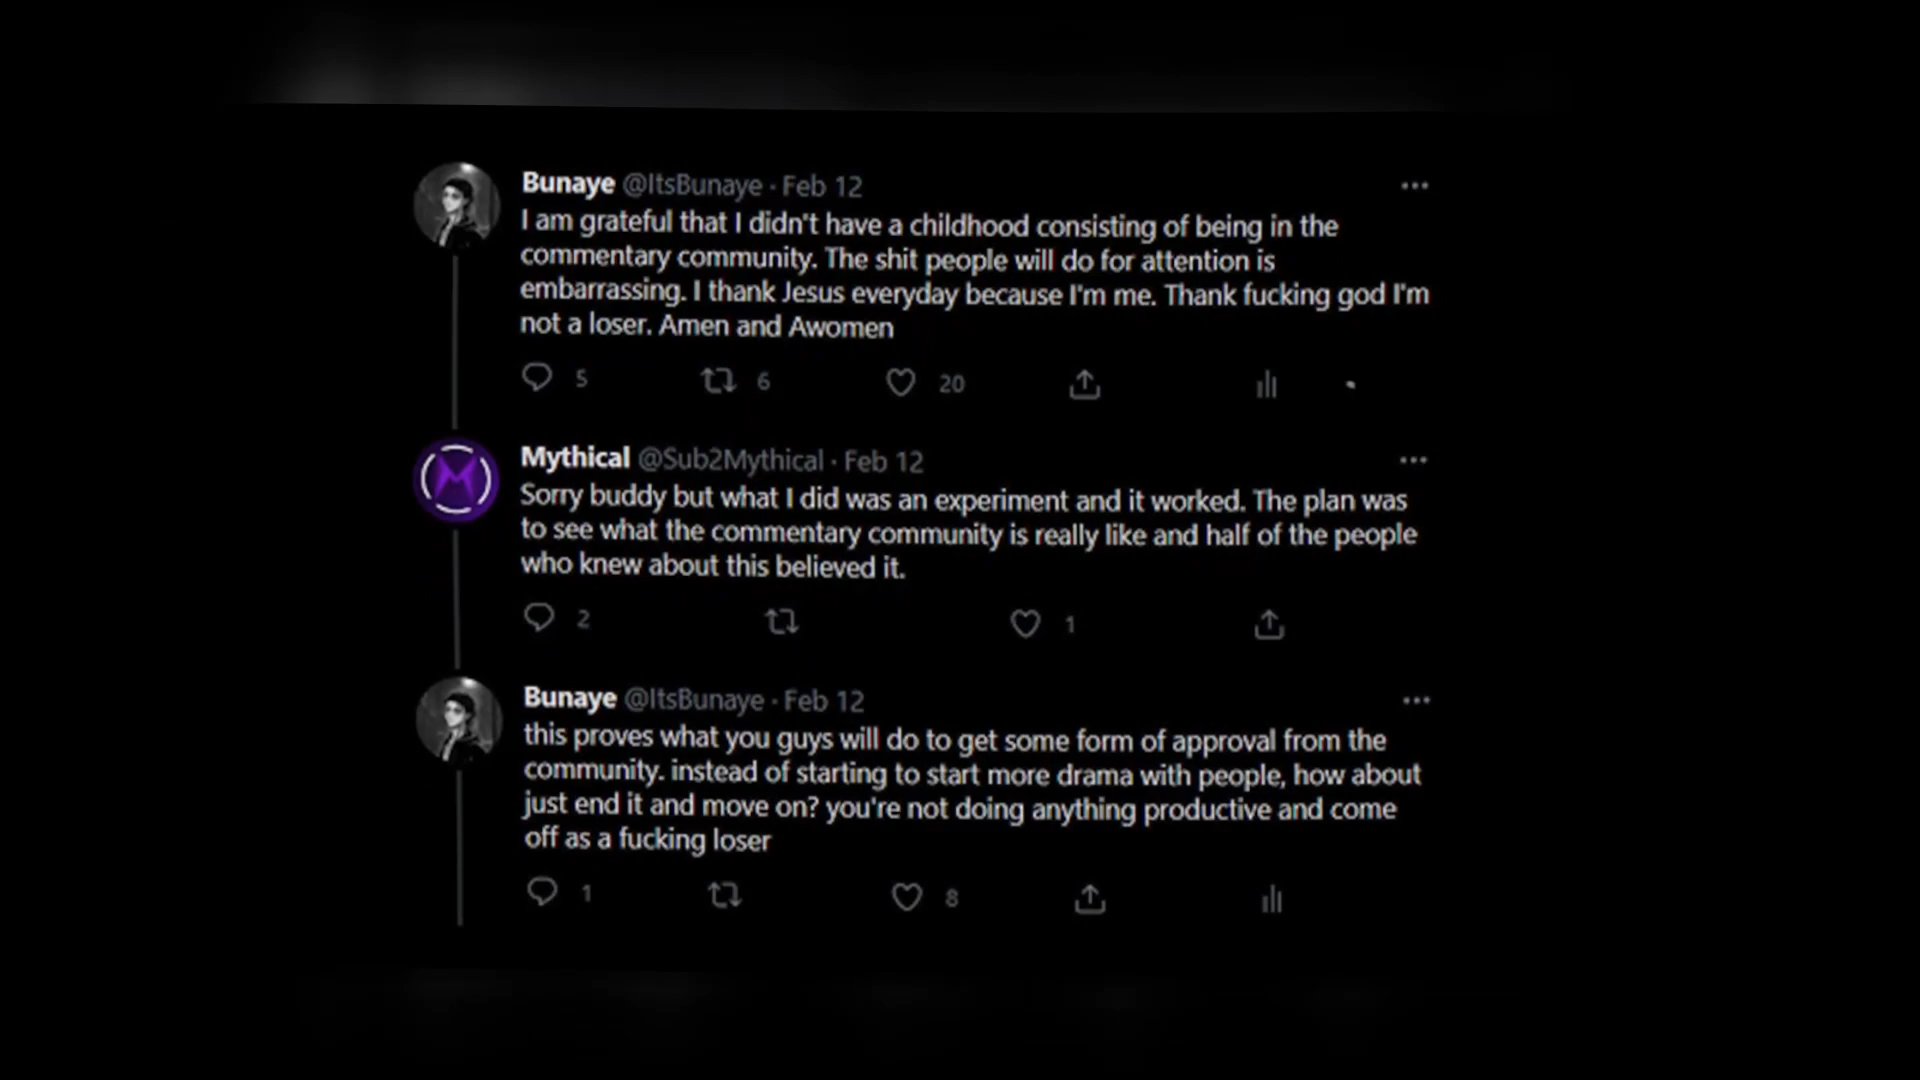 Bunaye @ItsBunaye · Feb 12
I am grateful that I didn't have a childhood consisting of being in the
commentary community. The shit people will do for attention is
embarrassing. I thank Jesus everyday because I'm me. Thank fucking god I'm
not a loser. Amen and Awomen
5 6 20
Mythical @Sub2Mythical · Feb 12
Sorry buddy but what I did was an experiment and it worked. The plan was
to see what the commentary community is really like and half of the people
who knew about this believed it.
2 1
Bunaye @ItsBunaye · Feb 12
this proves what you guys will do to get some form of approval from the
community. instead of starting to start more drama with people, how about
just end it and move on? you're not doing anything productive and come
off as a fucking loser
1 8